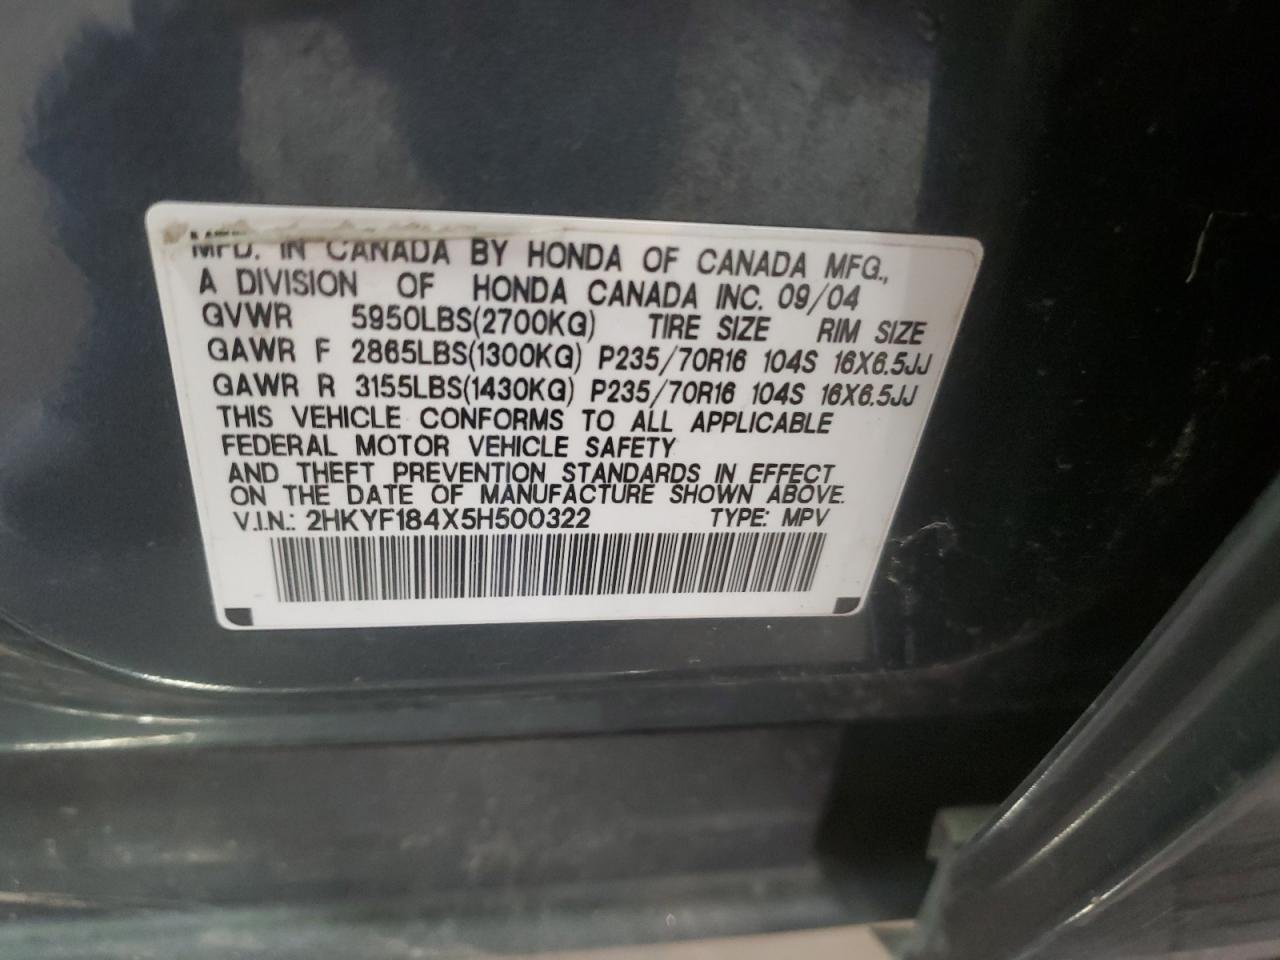 MFD. IN CANADA BY HONDA OF CANADA MFG.,
A DIVISION OF HONDA CANADA INC. 09/04
GVWR 5950LBS(2700KG) TIRE SIZE RIM SIZE
GAWR F 2865LBS(1300KG) P235/70R16 104S 16X6.5JJ
GAWR R 3155LBS(1430KG) P235/70R16 104S 16X6.5JJ
THIS VEHICLE CONFORMS TO ALL APPLICABLE
FEDERAL MOTOR VEHICLE SAFETY
AND THEFT PREVENTION STANDARDS IN EFFECT
ON THE DATE OF MANUFACTURE SHOWN ABOVE.
V.I.N.: 2HKYF184X5H500322 TYPE: MPV